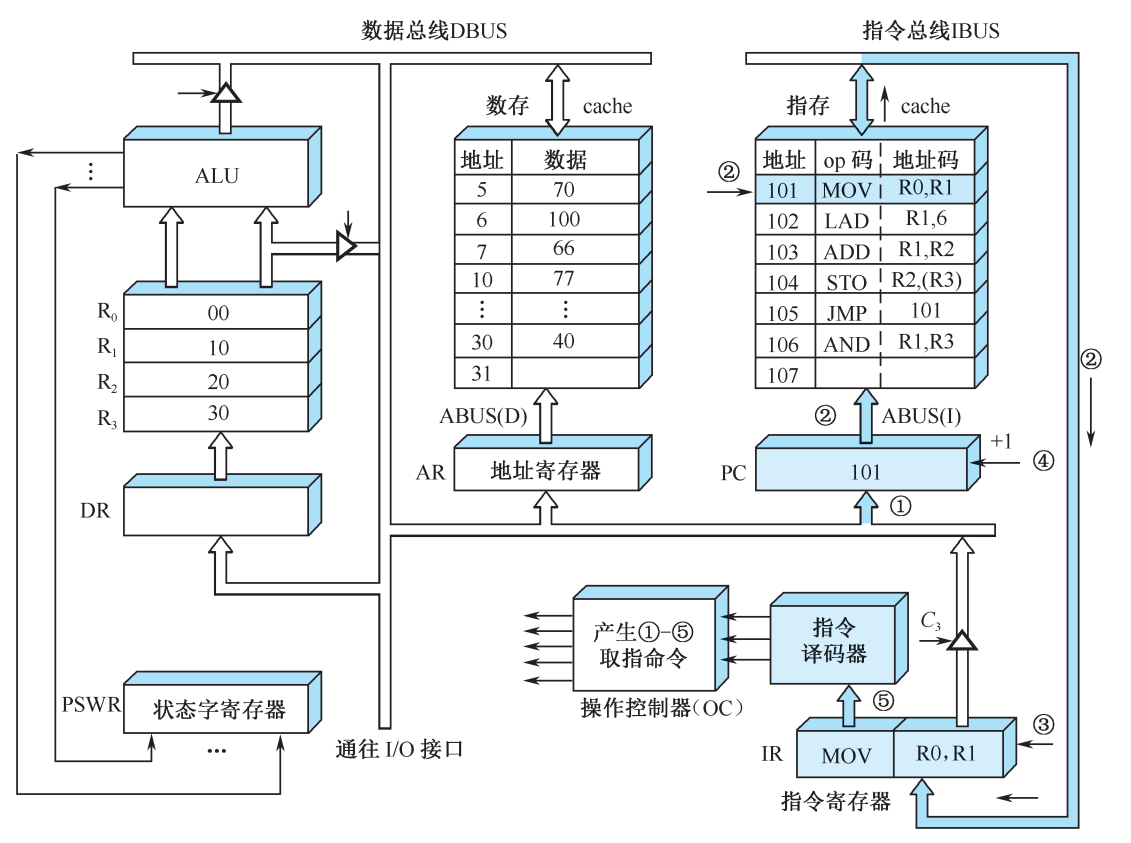 数据总线DBUS
指令总线IBUS
数存
cache
指存
cache
ALU
⋮
地址 数据
5 70
6 100
7 66
10 77
⋮ ⋮
30 40
31
②
地址 op 码 地址码
101 MOV R0,R1
102 LAD R1,6
103 ADD R1,R2
104 STO R2,(R3)
105 JMP 101
106 AND R1,R3
107
R0 00
R1 10
R2 20
R3 30
②
ABUS(D)
② ABUS(I)
AR 地址寄存器
PC 101
+1
④
DR
①
产生①-⑤
取指命令
操作控制器(OC)
指令
译码器
C3
⑤
PSWR 状态字寄存器
…
通往 I/O 接口
IR MOV R0,R1
③
指令寄存器